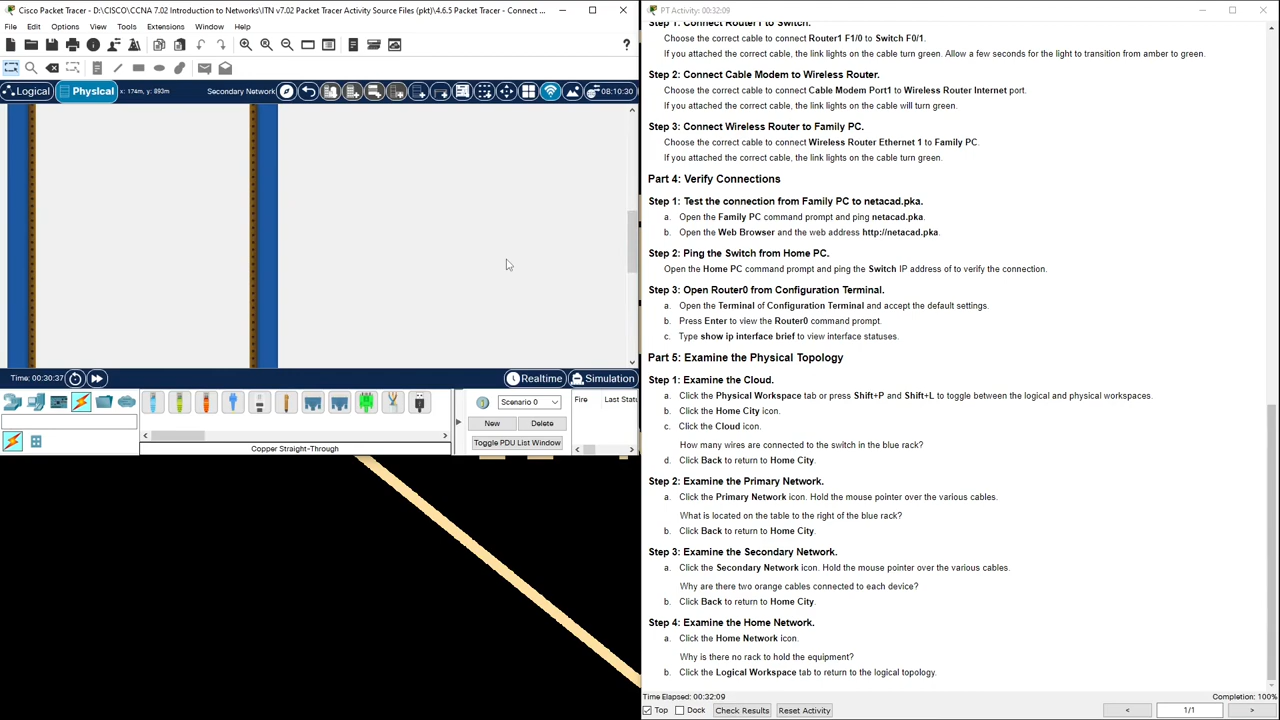 Cisco Packet Tracer - D:\CISCO\CCNA 7.02 Introduction to Networks\ITN v7.02 Packet Tracer Activity Source Files (pkt)\4.6.5 Packet Tracer - Connect ...
File Edit Options View Tools Extensions Window Help
?
Logical Physical x: 174m, y: 893m Secondary Network 08:10:30
Time: 00:30:37 Realtime Simulation
Scenario 0 Fire Last Statu
New Delete
Toggle PDU List Window
Copper Straight-Through
PT Activity: 00:32:09
Step 1: Connect Router1 to Switch.
Choose the correct cable to connect Router1 F1/0 to Switch F0/1.
If you attached the correct cable, the link lights on the cable turn green. Allow a few seconds for the light to transition from amber to green.
Step 2: Connect Cable Modem to Wireless Router.
Choose the correct cable to connect Cable Modem Port1 to Wireless Router Internet port.
If you attached the correct cable, the link lights on the cable will turn green.
Step 3: Connect Wireless Router to Family PC.
Choose the correct cable to connect Wireless Router Ethernet 1 to Family PC.
If you attached the correct cable, the link lights on the cable turn green.
Part 4: Verify Connections
Step 1: Test the connection from Family PC to netacad.pka.
a. Open the Family PC command prompt and ping netacad.pka.
b. Open the Web Browser and the web address http://netacad.pka.
Step 2: Ping the Switch from Home PC.
Open the Home PC command prompt and ping the Switch IP address of to verify the connection.
Step 3: Open Router0 from Configuration Terminal.
a. Open the Terminal of Configuration Terminal and accept the default settings.
b. Press Enter to view the Router0 command prompt.
c. Type show ip interface brief to view interface statuses.
Part 5: Examine the Physical Topology
Step 1: Examine the Cloud.
a. Click the Physical Workspace tab or press Shift+P and Shift+L to toggle between the logical and physical workspaces.
b. Click the Home City icon.
c. Click the Cloud icon.
How many wires are connected to the switch in the blue rack?
d. Click Back to return to Home City.
Step 2: Examine the Primary Network.
a. Click the Primary Network icon. Hold the mouse pointer over the various cables.
What is located on the table to the right of the blue rack?
b. Click Back to return to Home City.
Step 3: Examine the Secondary Network.
a. Click the Secondary Network icon. Hold the mouse pointer over the various cables.
Why are there two orange cables connected to each device?
b. Click Back to return to Home City.
Step 4: Examine the Home Network.
a. Click the Home Network icon.
Why is there no rack to hold the equipment?
b. Click the Logical Workspace tab to return to the logical topology.
Time Elapsed: 00:32:09 Completion: 100%
Top Dock Check Results Reset Activity < 1/1 >